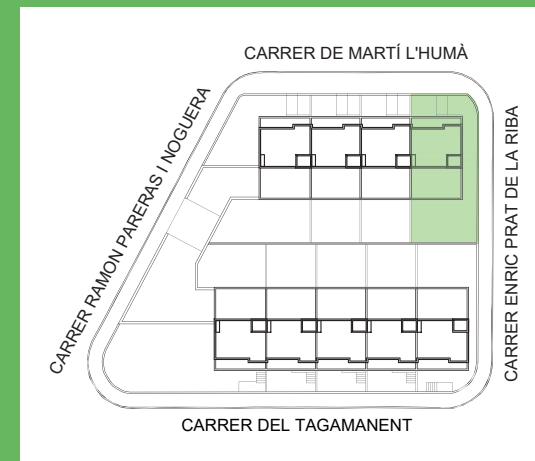 CARRER DE MARTÍ L'HUMÀ
CARRER RAMON PARERAS I NOGUERA
CARRER ENRIC PRAT DE LA RIBA
CARRER DEL TAGAMANENT